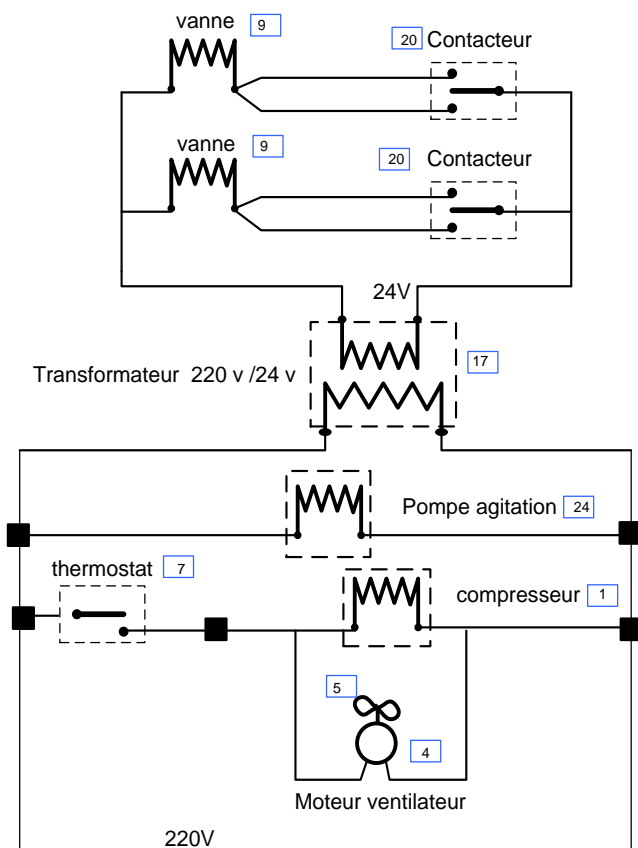 vanne 9
20 Contacteur
vanne 9
20 Contacteur
24V
17
Transformateur 220 v /24 v
Pompe agitation 24
thermostat 7
compresseur 1
5
4
Moteur ventilateur
220V